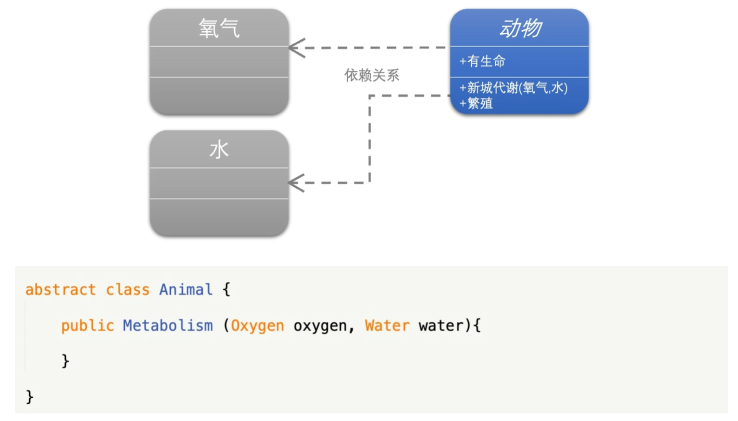 氧气
动物
+有生命
依赖关系
+新城代谢(氧气,水)
+繁殖
水
abstract class Animal {
public Metabolism (Oxygen oxygen, Water water){
}
}